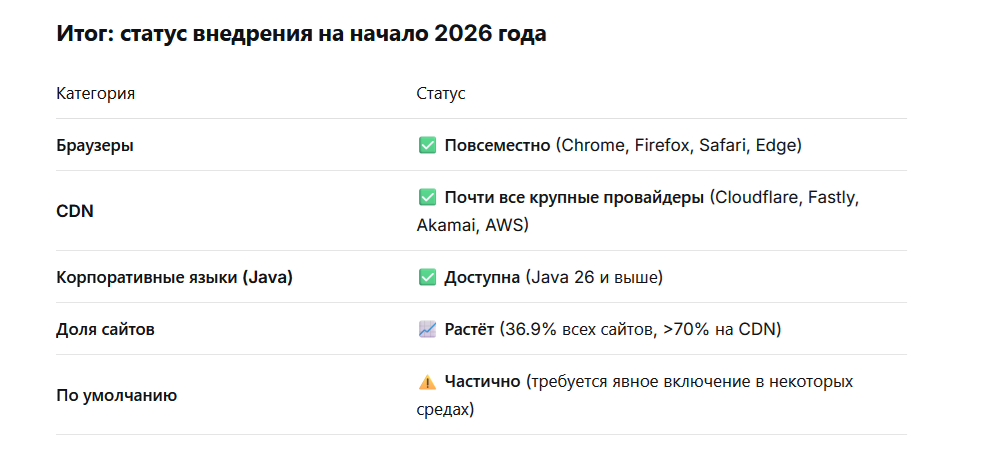 Итог: статус внедрения на начало 2026 года
Категория Статус
Браузеры ✅ Повсеместно (Chrome, Firefox, Safari, Edge)
CDN ✅ Почти все крупные провайдеры (Cloudflare, Fastly,
Akamai, AWS)
Корпоративные языки (Java) ✅ Доступна (Java 26 и выше)
Доля сайтов 📈 Растёт (36.9% всех сайтов, >70% на CDN)
По умолчанию ⚠️ Частично (требуется явное включение в некоторых
средах)